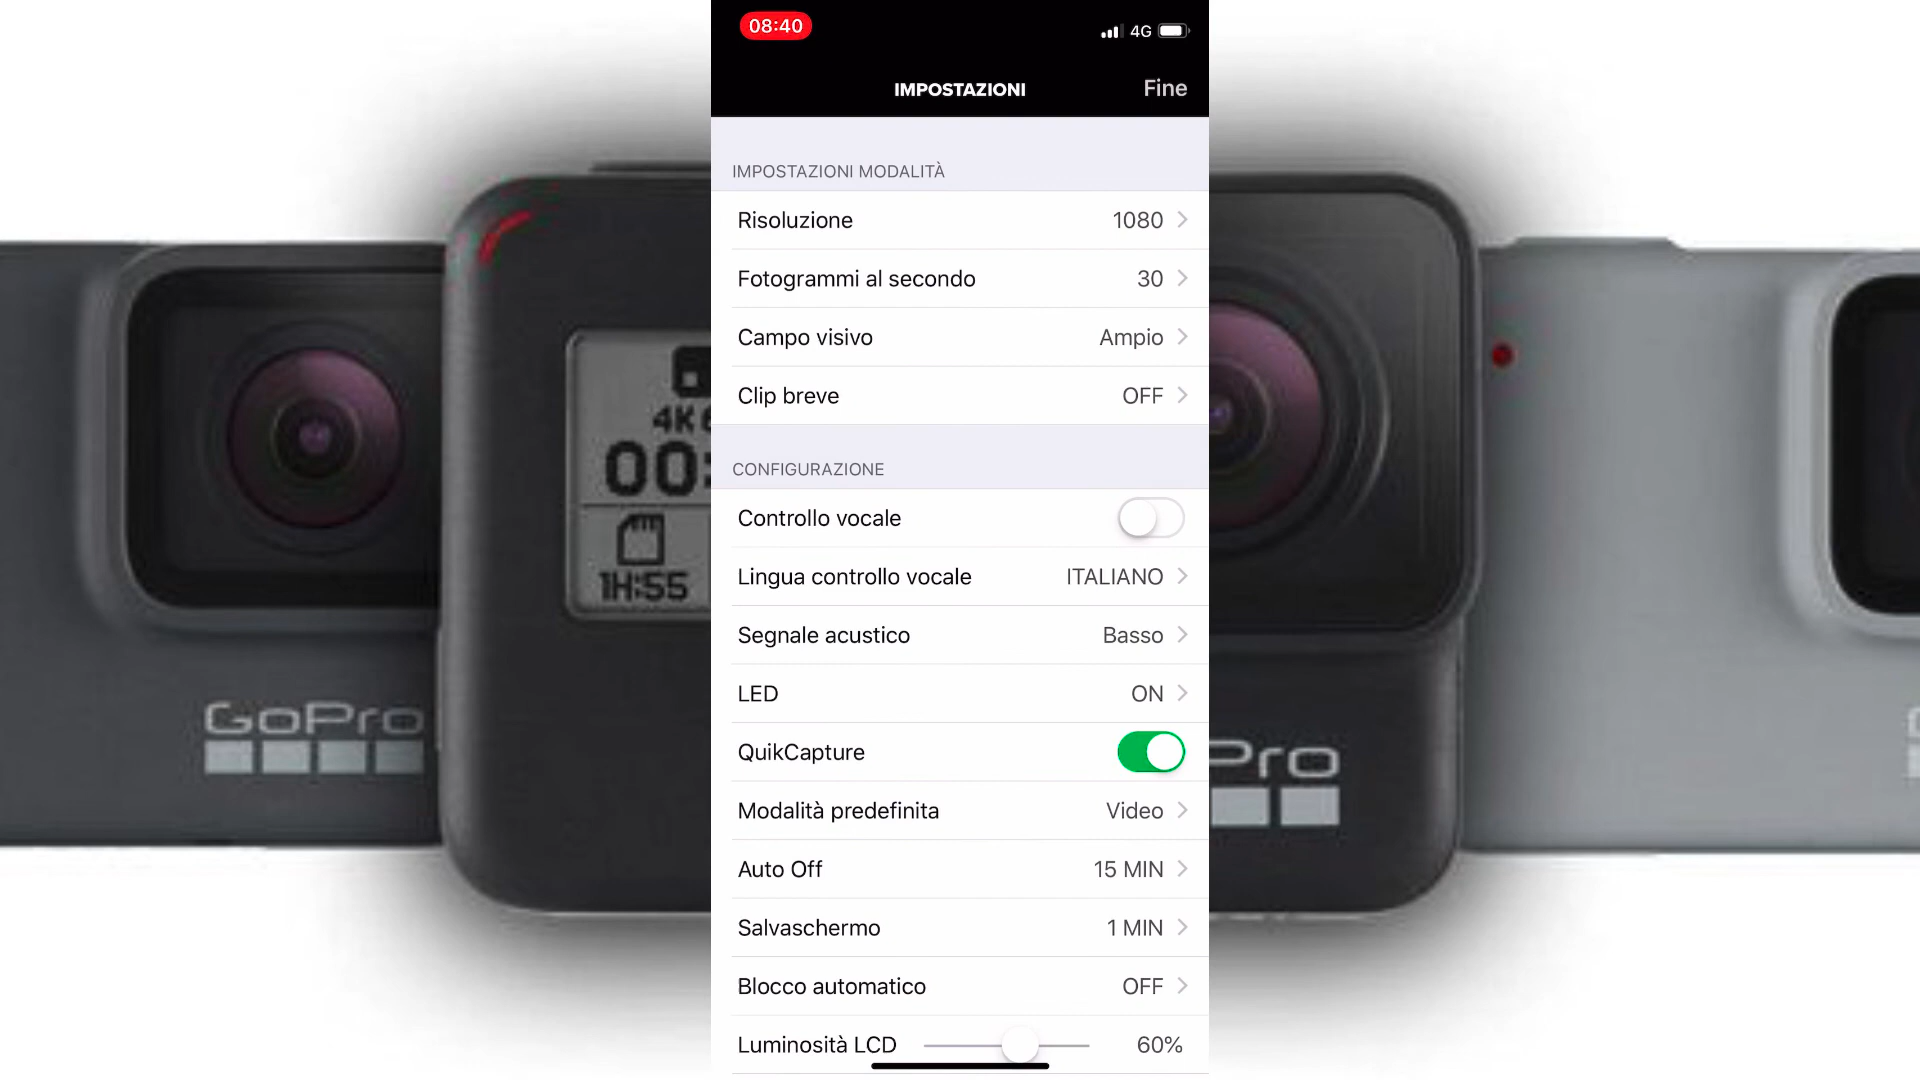 08:40
4G
IMPOSTAZIONI
Fine
IMPOSTAZIONI MODALITÀ
Risoluzione 1080
Fotogrammi al secondo 30
Campo visivo Ampio
Clip breve OFF
CONFIGURAZIONE
Controllo vocale
Lingua controllo vocale ITALIANO
Segnale acustico Basso
LED ON
QuikCapture
Modalità predefinita Video
Auto Off 15 MIN
Salvaschermo 1 MIN
Blocco automatico OFF
Luminosità LCD 60%
4K
00:
1H:55
GoPro
Pro